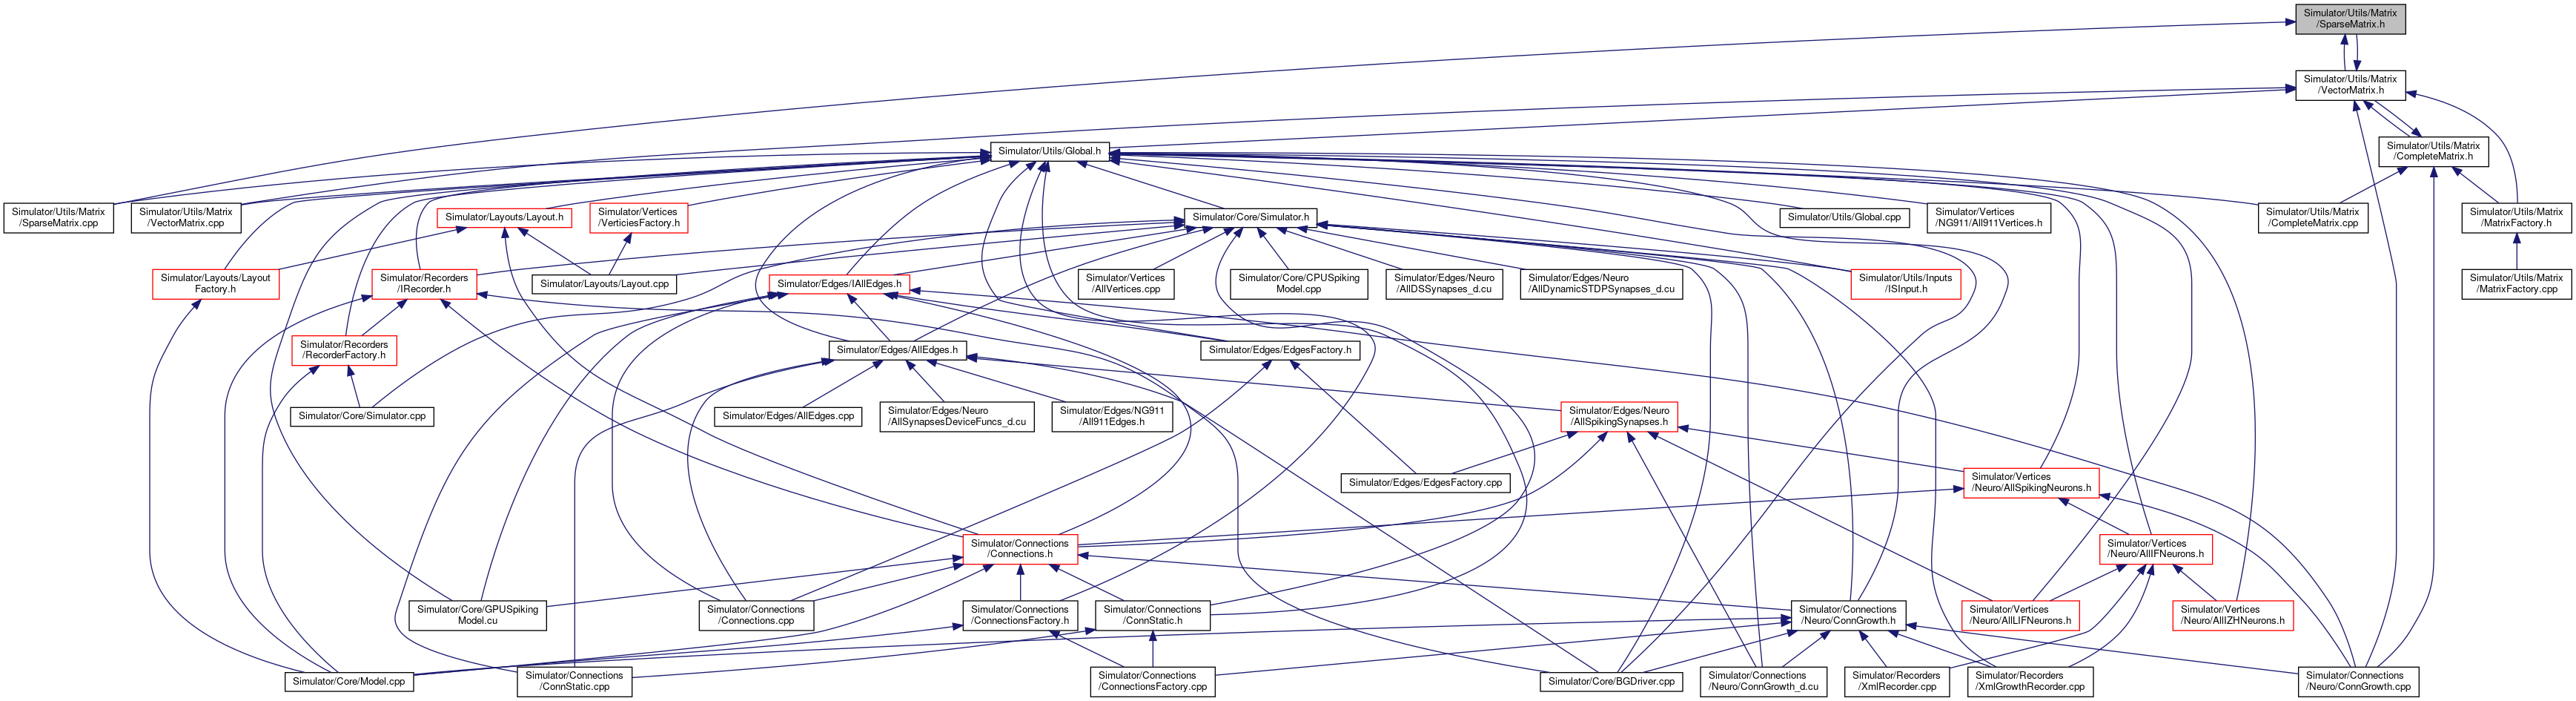 Simulator/Utils/Matrix
/SparseMatrix.h
Simulator/Utils/Matrix
/VectorMatrix.h
Simulator/Utils/Global.h
Simulator/Utils/Matrix
/CompleteMatrix.h
Simulator/Utils/Matrix
/SparseMatrix.cpp
Simulator/Utils/Matrix
/VectorMatrix.cpp
Simulator/Layouts/Layout.h
Simulator/Vertices
/VerticiesFactory.h
Simulator/Core/Simulator.h
Simulator/Utils/Global.cpp
Simulator/Vertices
/NG911/All911Vertices.h
Simulator/Utils/Matrix
/CompleteMatrix.cpp
Simulator/Utils/Matrix
/MatrixFactory.h
Simulator/Layouts/Layout
Factory.h
Simulator/Recorders
/IRecorder.h
Simulator/Layouts/Layout.cpp
Simulator/Edges/IAllEdges.h
Simulator/Vertices
/AllVertices.cpp
Simulator/Core/CPUSpiking
Model.cpp
Simulator/Edges/Neuro
/AllDSSynapses_d.cu
Simulator/Edges/Neuro
/AllDynamicSTDPSynapses_d.cu
Simulator/Utils/Inputs
/ISInput.h
Simulator/Utils/Matrix
/MatrixFactory.cpp
Simulator/Recorders
/RecorderFactory.h
Simulator/Edges/AllEdges.h
Simulator/Edges/EdgesFactory.h
Simulator/Core/Simulator.cpp
Simulator/Edges/AllEdges.cpp
Simulator/Edges/Neuro
/AllSynapsesDeviceFuncs_d.cu
Simulator/Edges/NG911
/All911Edges.h
Simulator/Edges/Neuro
/AllSpikingSynapses.h
Simulator/Edges/EdgesFactory.cpp
Simulator/Vertices
/Neuro/AllSpikingNeurons.h
Simulator/Connections
/Connections.h
Simulator/Vertices
/Neuro/AllIFNeurons.h
Simulator/Core/GPUSpiking
Model.cu
Simulator/Connections
/Connections.cpp
Simulator/Connections
/ConnectionsFactory.h
Simulator/Connections
/ConnStatic.h
Simulator/Connections
/Neuro/ConnGrowth.h
Simulator/Vertices
/Neuro/AllLIFNeurons.h
Simulator/Vertices
/Neuro/AllIZHNeurons.h
Simulator/Core/Model.cpp
Simulator/Connections
/ConnStatic.cpp
Simulator/Connections
/ConnectionsFactory.cpp
Simulator/Core/BGDriver.cpp
Simulator/Connections
/Neuro/ConnGrowth_d.cu
Simulator/Recorders
/XmlRecorder.cpp
Simulator/Recorders
/XmlGrowthRecorder.cpp
Simulator/Connections
/Neuro/ConnGrowth.cpp